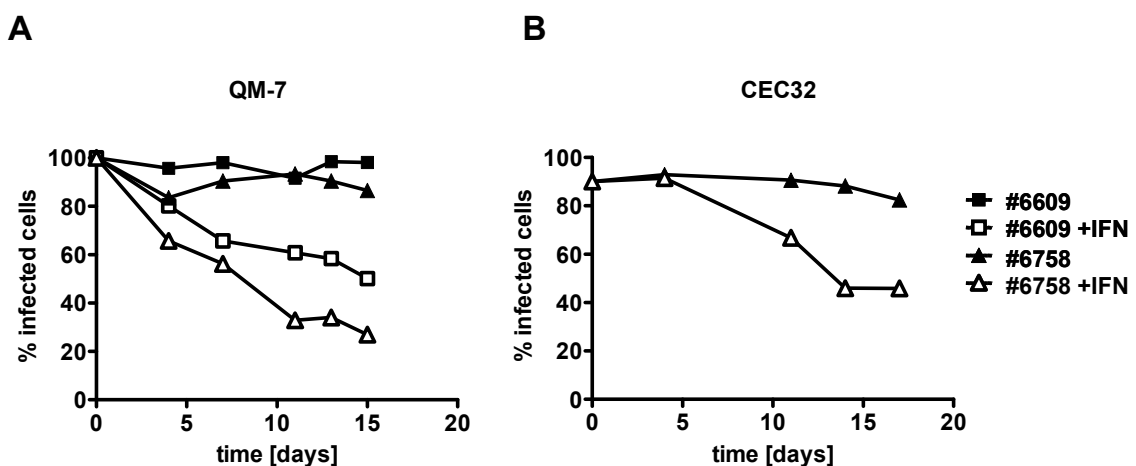 A
B
QM-7
CEC32
% infected cells
100
80
60
40
20
0
0 5 10 15 20
time [days]
% infected cells
100
80
60
40
20
0
0 5 10 15 20
time [days]
#6609
#6609 +IFN
#6758
#6758 +IFN